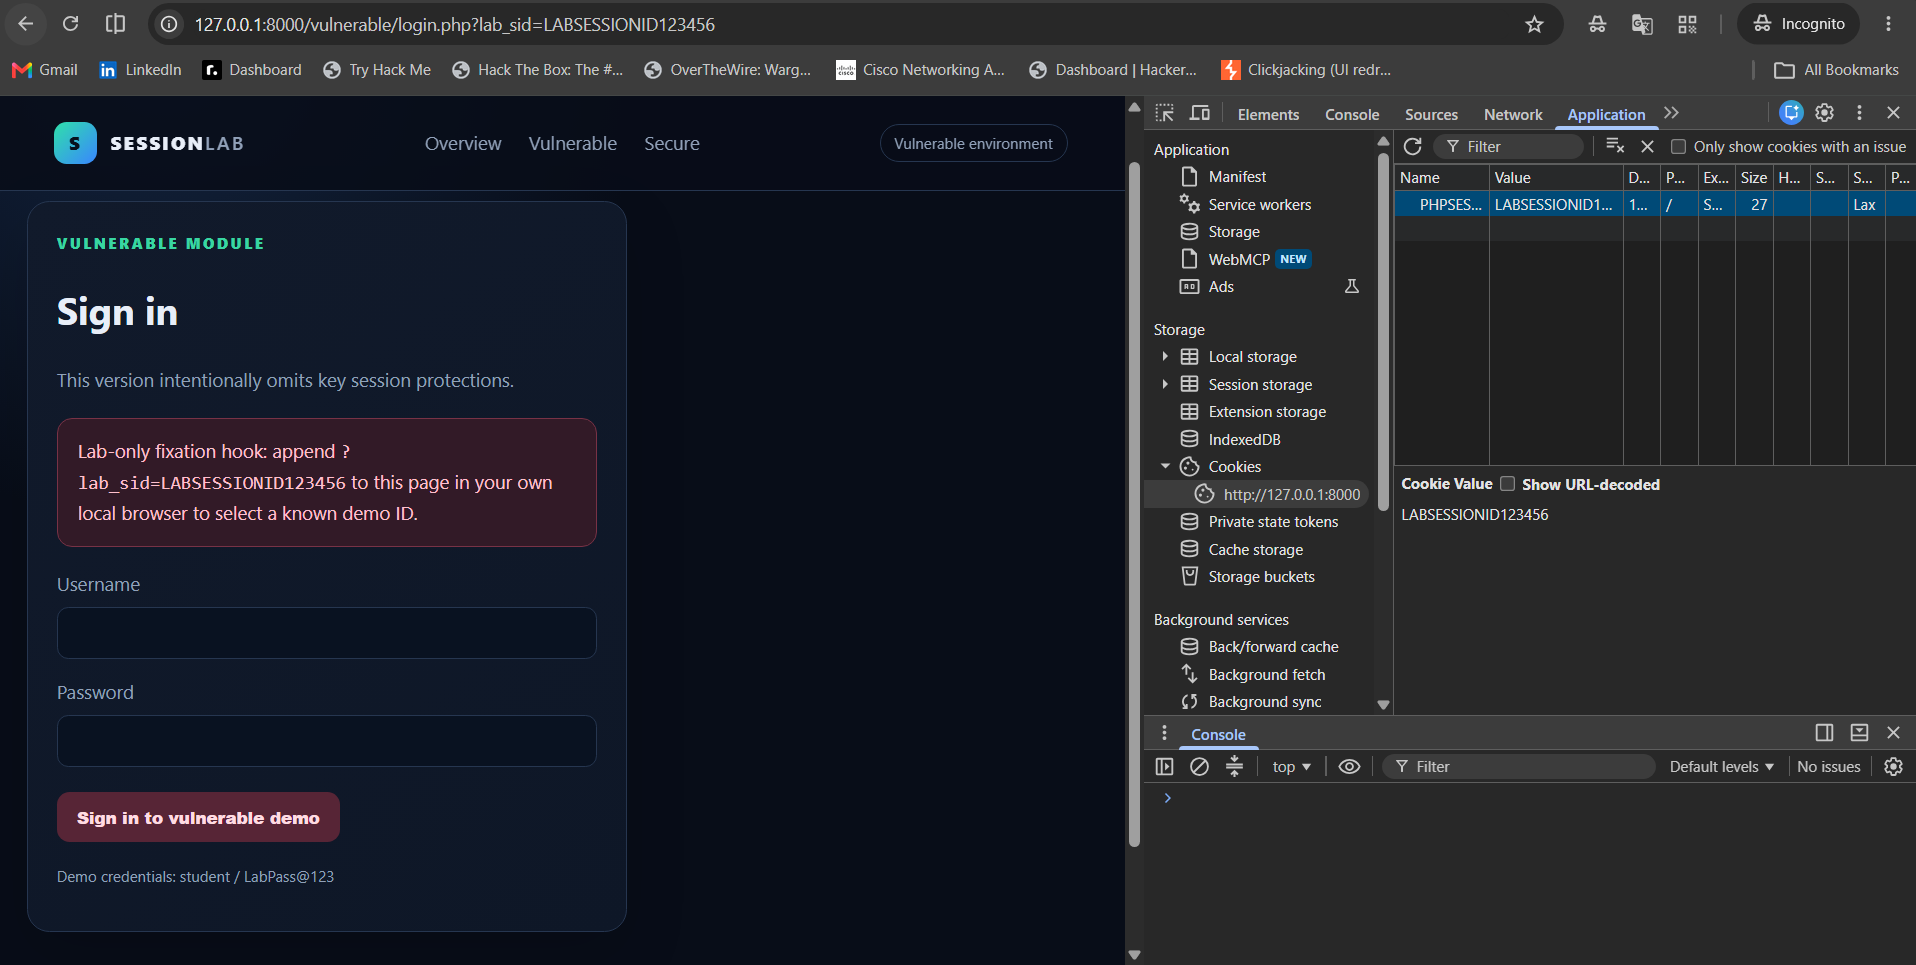 127.0.0.1:8000/vulnerable/login.php?lab_sid=LABSESSIONID123456
Incognito
Gmail
LinkedIn
Dashboard
Try Hack Me
Hack The Box: The #...
OverTheWire: Warg...
Cisco Networking A...
Dashboard | Hacker...
Clickjacking (UI redr...
All Bookmarks
S SESSIONLAB
Overview
Vulnerable
Secure
Vulnerable environment
VULNERABLE MODULE
Sign in
This version intentionally omits key session protections.
Lab-only fixation hook: append ?
lab_sid=LABSESSIONID123456 to this page in your own
local browser to select a known demo ID.
Username
Password
Sign in to vulnerable demo
Demo credentials: student / LabPass@123
Elements
Console
Sources
Network
Application
Application
Manifest
Service workers
Storage
WebMCP NEW
Ads
Storage
Local storage
Session storage
Extension storage
IndexedDB
Cookies
http://127.0.0.1:8000
Private state tokens
Cache storage
Storage buckets
Background services
Back/forward cache
Background fetch
Background sync
Filter
Only show cookies with an issue
Name Value D... P... Ex... Size H... S... S... P...
PHPSES... LABSESSIONID1... 1... / S... 27 Lax
Cookie Value Show URL-decoded
LABSESSIONID123456
Console
top
Filter
Default levels
No issues